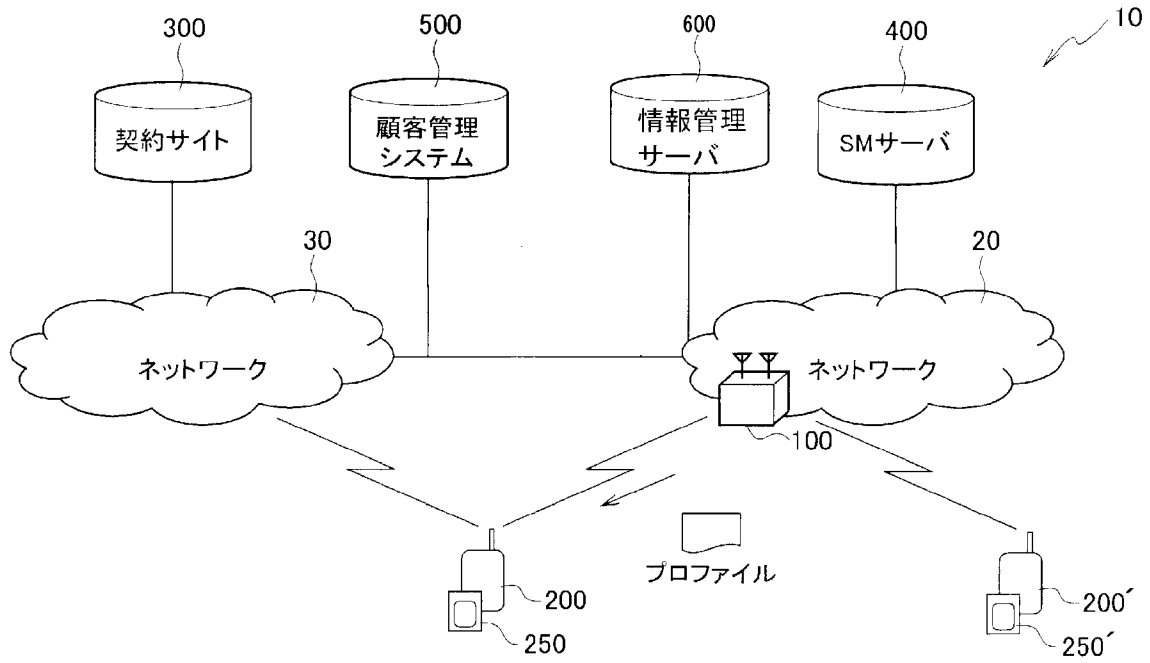 10
300
500
600
400
契約サイト
顧客管理
システム
情報管理
サーバ
SMサーバ
30
20
ネットワーク
ネットワーク
100
プロファイル
200
250
200´
250´